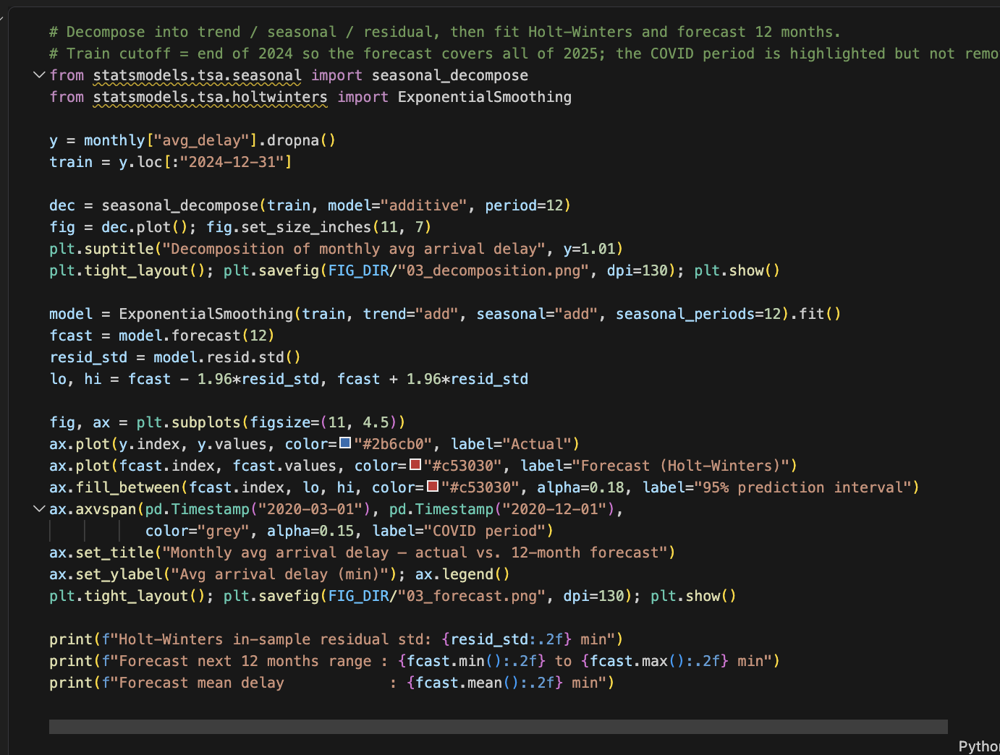 # Decompose into trend / seasonal / residual, then fit Holt-Winters and forecast 12 months.
# Train cutoff = end of 2024 so the forecast covers all of 2025; the COVID period is highlighted but not
from statsmodels.tsa.seasonal import seasonal_decompose
from statsmodels.tsa.holtwinters import ExponentialSmoothing
y = monthly["avg_delay"].dropna()
train = y.loc[:"2024-12-31"]
dec = seasonal_decompose(train, model="additive", period=12)
fig = dec.plot(); fig.set_size_inches(11, 7)
plt.suptitle("Decomposition of monthly avg arrival delay", y=1.01)
plt.tight_layout(); plt.savefig(FIG_DIR/"03_decomposition.png", dpi=130); plt.show()
model = ExponentialSmoothing(train, trend="add", seasonal="add", seasonal_periods=12).fit()
fcast = model.forecast(12)
resid_std = model.resid.std()
lo, hi = fcast - 1.96*resid_std, fcast + 1.96*resid_std
fig, ax = plt.subplots(figsize=(11, 4.5))
ax.plot(y.index, y.values, color="#2b6cb0", label="Actual")
ax.plot(fcast.index, fcast.values, color="#c53030", label="Forecast (Holt-Winters)")
ax.fill_between(fcast.index, lo, hi, color="#c53030", alpha=0.18, label="95% prediction interval")
ax.axvspan(pd.Timestamp("2020-03-01"), pd.Timestamp("2020-12-01"),
color="grey", alpha=0.15, label="COVID period")
ax.set_title("Monthly avg arrival delay — actual vs. 12-month forecast")
ax.set_ylabel("Avg arrival delay (min)"); ax.legend()
plt.tight_layout(); plt.savefig(FIG_DIR/"03_forecast.png", dpi=130); plt.show()
print(f"Holt-Winters in-sample residual std: {resid_std:.2f} min")
print(f"Forecast next 12 months range : {fcast.min():.2f} to {fcast.max():.2f} min")
print(f"Forecast mean delay            : {fcast.mean():.2f} min")